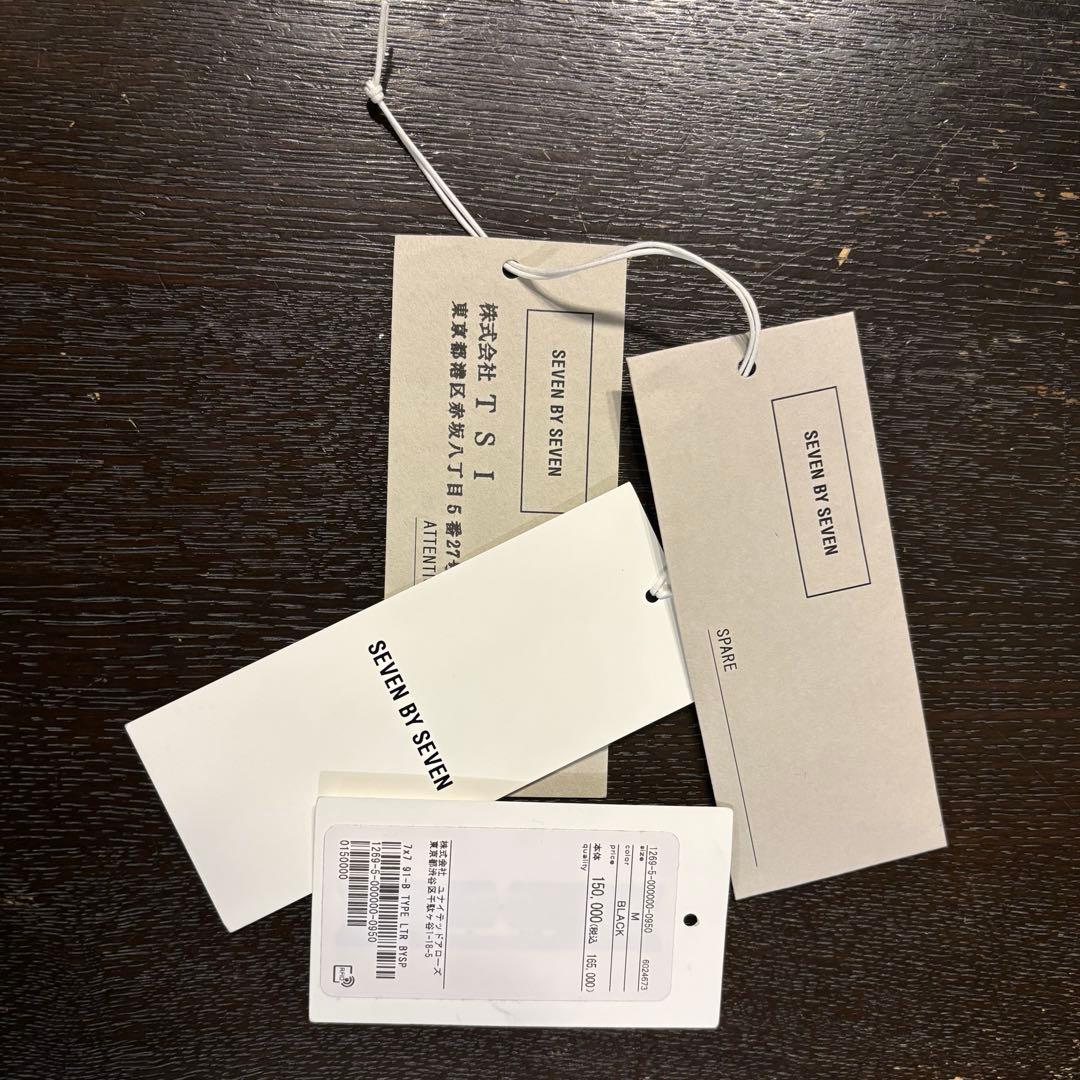 SEVEN BY SEVEN
株式会社TSI
東京都港区赤坂八丁目5番27号
ATTENTI
SEVEN BY SEVEN
SPARE
SEVEN BY SEVEN
1269-5-000000-0950 6024673
size M
color BLACK
price
本体 150,000(税込 165,000)
quality
株式会社 ユナイテッドアローズ
東京都渋谷区千駄ケ谷1-18-5
7x7 91-B TYPE LTR BYSP
1269-5-000000-0950
0150000
RFID